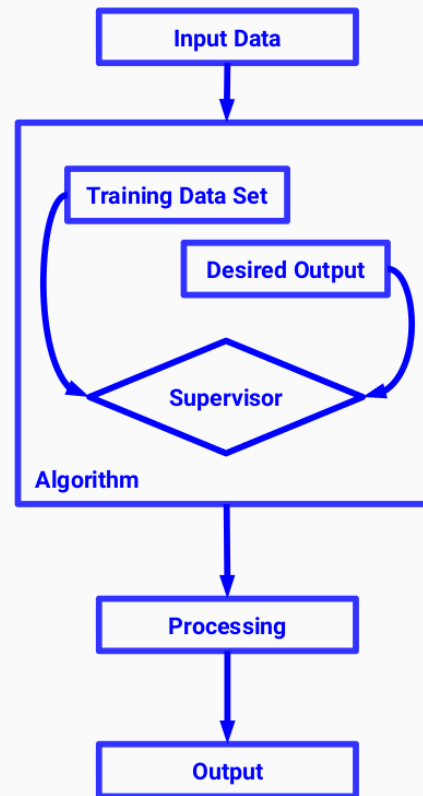 Input Data
Training Data Set
Desired Output
Supervisor
Algorithm
Processing
Output